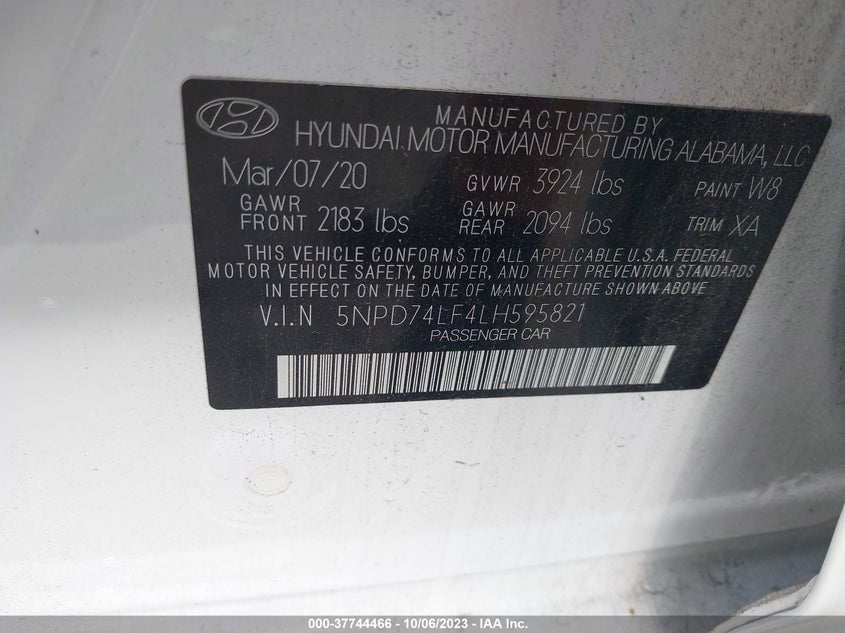 MANUFACTURED BY
HYUNDAI MOTOR MANUFACTURING ALABAMA, LLC
Mar/07/20 GVWR 3924 lbs PAINT W8
GAWR FRONT 2183 lbs GAWR REAR 2094 lbs TRIM XA
THIS VEHICLE CONFORMS TO ALL APPLICABLE U.S.A. FEDERAL
MOTOR VEHICLE SAFETY, BUMPER, AND THEFT PREVENTION STANDARDS
IN EFFECT ON THE DATE OF MANUFACTURE SHOWN ABOVE
V.I.N 5NPD74LF4LH595821
PASSENGER CAR
000-37744466 - 10/06/2023 - IAA Inc.